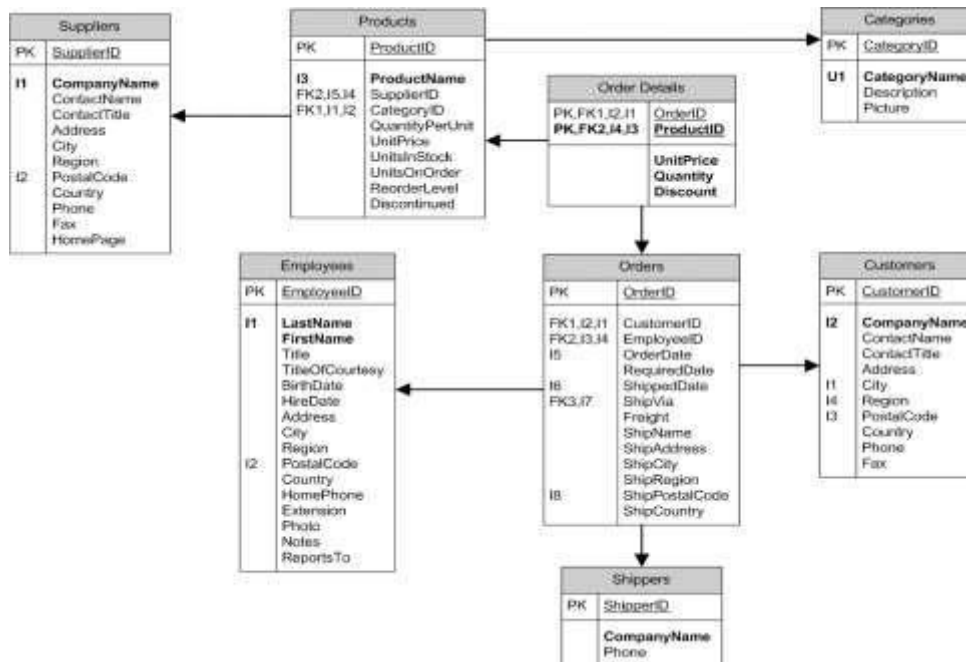 Suppliers
PK SupplierID
I1 CompanyName
ContactName
ContactTitle
Address
City
Region
I2 PostalCode
Country
Phone
Fax
HomePage
Products
PK ProductID
I3 ProductName
FK2,I5,I4 SupplierID
FK1,I1,I2 CategoryID
QuantityPerUnit
UnitPrice
UnitsInStock
UnitsOnOrder
ReorderLevel
Discontinued
Categories
PK CategoryID
U1 CategoryName
Description
Picture
Order Details
PK,FK1,I2,I1 OrderID
PK,FK2,I4,I3 ProductID
UnitPrice
Quantity
Discount
Employees
PK EmployeeID
I1 LastName
FirstName
Title
TitleOfCourtesy
BirthDate
HireDate
Address
City
Region
I2 PostalCode
Country
HomePhone
Extension
Photo
Notes
ReportsTo
Orders
PK OrderID
FK1,I2,I1 CustomerID
FK2,I3,I4 EmployeeID
I5 OrderDate
RequiredDate
I6 ShippedDate
FK3,I7 ShipVia
Freight
ShipName
ShipAddress
ShipCity
ShipRegion
I8 ShipPostalCode
ShipCountry
Customers
PK CustomerID
I2 CompanyName
ContactName
ContactTitle
Address
I1 City
I4 Region
I3 PostalCode
Country
Phone
Fax
Shippers
PK ShipperID
CompanyName
Phone